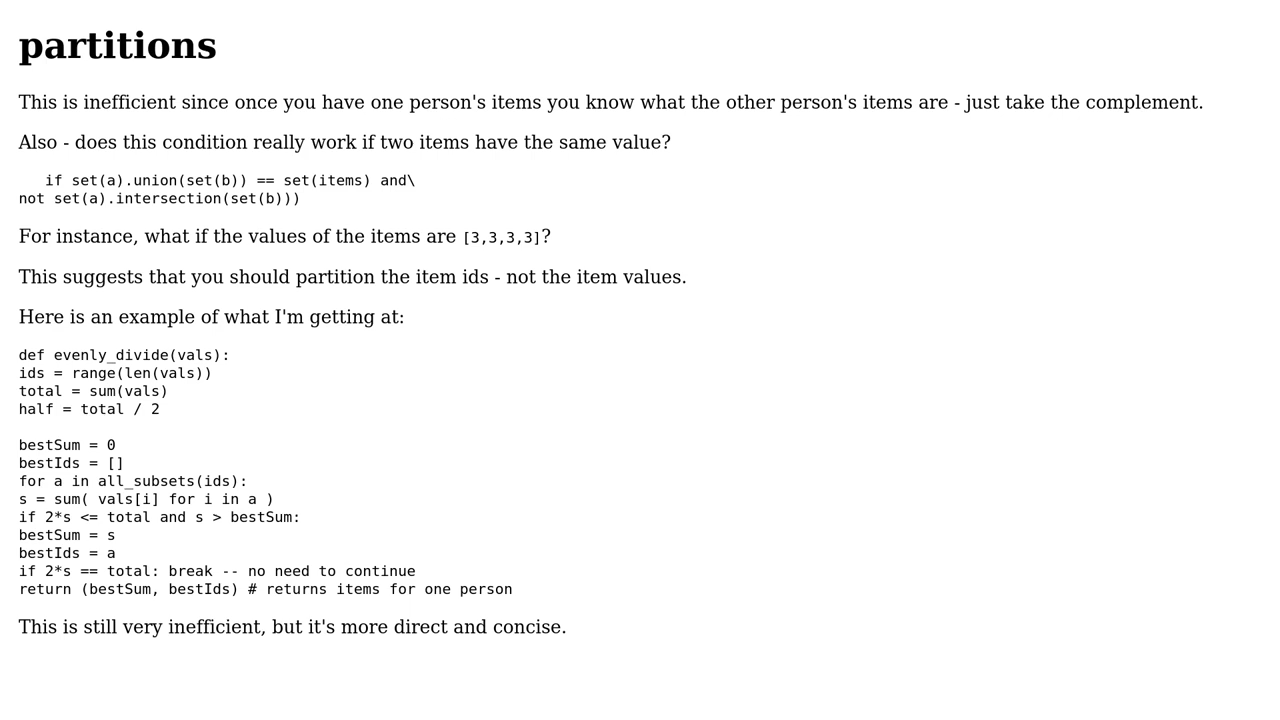 partitions
This is inefficient since once you have one person's items you know what the other person's items are - just take the complement.
Also - does this condition really work if two items have the same value?
   if set(a).union(set(b)) == set(items) and\
not set(a).intersection(set(b)))
For instance, what if the values of the items are [3,3,3,3]?
This suggests that you should partition the item ids - not the item values.
Here is an example of what I'm getting at:
def evenly_divide(vals):
ids = range(len(vals))
total = sum(vals)
half = total / 2

bestSum = 0
bestIds = []
for a in all_subsets(ids):
s = sum( vals[i] for i in a )
if 2*s <= total and s > bestSum:
bestSum = s
bestIds = a
if 2*s == total: break -- no need to continue
return (bestSum, bestIds) # returns items for one person
This is still very inefficient, but it's more direct and concise.